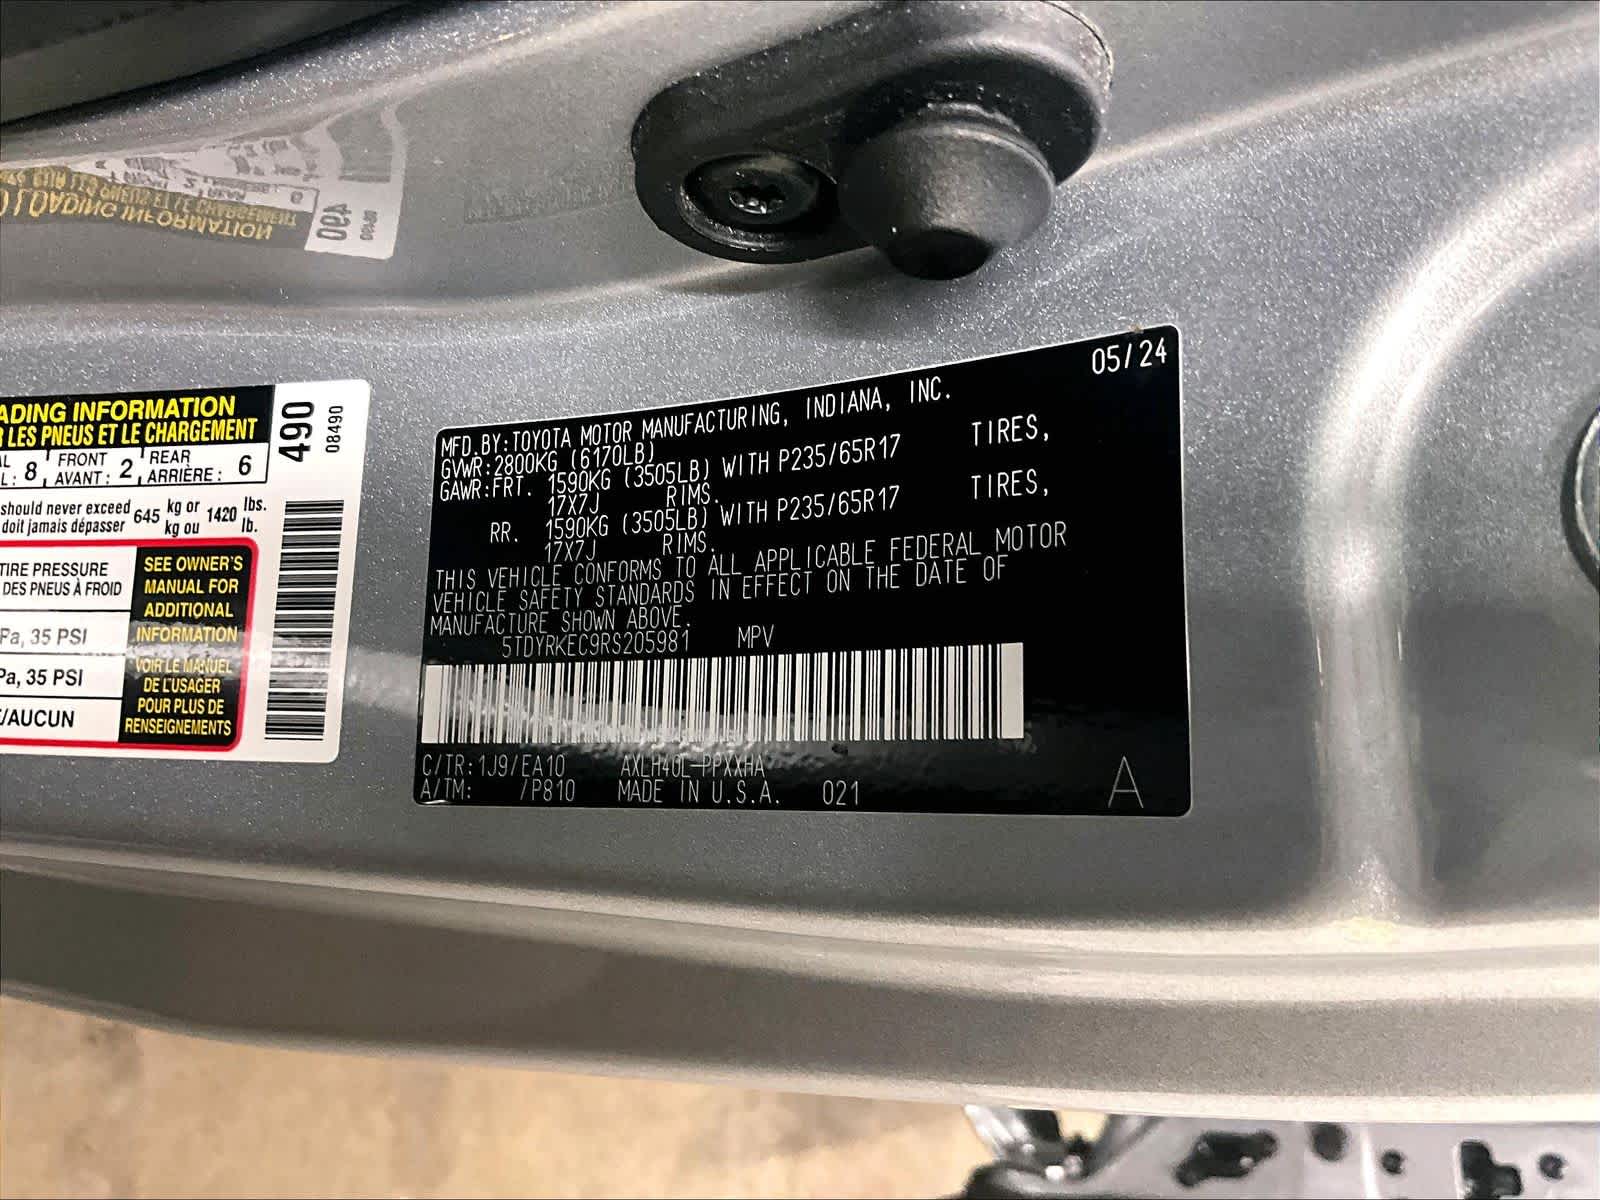 ADING INFORMATION
R LES PNEUS ET LE CHARGEMENT
AL L: 8 FRONT AVANT: 2 REAR ARRIÈRE: 6
should never exceed 645 kg or 1420 lbs.
doit jamais dépasser kg ou lb.
TIRE PRESSURE
DES PNEUS À FROID
Pa, 35 PSI
Pa, 35 PSI
E/AUCUN
SEE OWNER'S
MANUAL FOR
ADDITIONAL
INFORMATION
VOIR LE MANUEL
DE L'USAGER
POUR PLUS DE
RENSEIGNEMENTS
490
08490
05/24
MFD.BY:TOYOTA MOTOR MANUFACTURING, INDIANA, INC.
GVWR:2800KG (6170LB)
GAWR:FRT. 1590KG (3505LB) WITH P235/65R17 TIRES,
17X7J RIMS.
RR. 1590KG (3505LB) WITH P235/65R17 TIRES,
17X7J RIMS.
THIS VEHICLE CONFORMS TO ALL APPLICABLE FEDERAL MOTOR
VEHICLE SAFETY STANDARDS IN EFFECT ON THE DATE OF
MANUFACTURE SHOWN ABOVE.
5TDYRKEC9RS205981 MPV
C/TR:1J9/EA10 AXLH40L-PPXXHA
A/TM: /P810 MADE IN U.S.A. 021
A